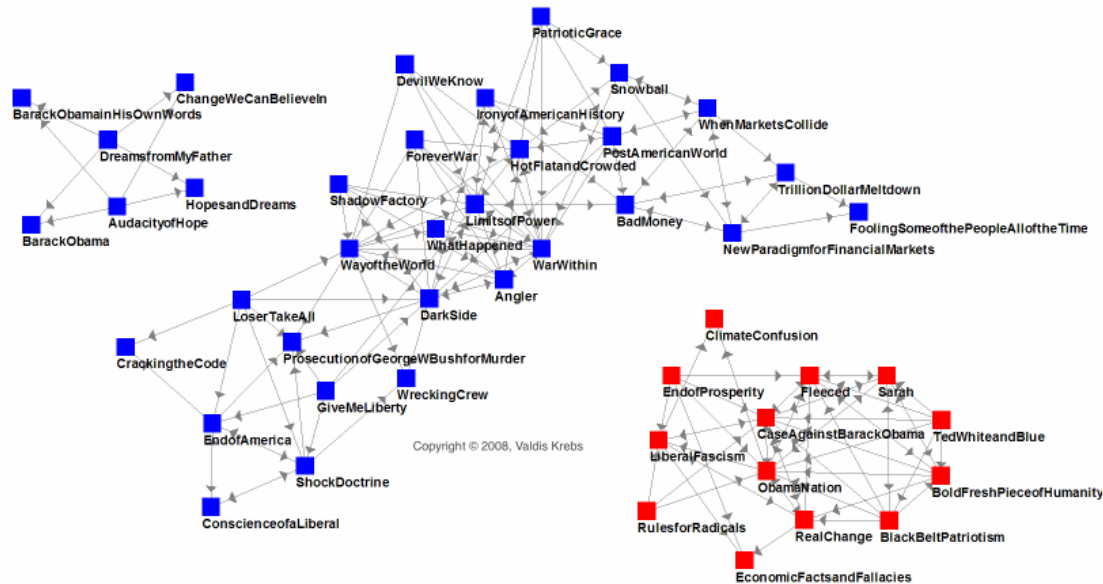 PatrioticGrace
DevilWeKnow
Snowball
ChangeWeCanBelieveIn
BarackObamainHisOwnWords
IronyofAmericanHistory
WhenMarketsCollide
DreamsfromMyFather
ForeverWar
HotFlatandCrowded
PostAmericanWorld
HopesandDreams
ShadowFactory
TrillionDollarMeltdown
BarackObama
AudacityofHope
LimitsofPower
BadMoney
FoolingSomeofthePeopleAlloftheTime
WhatHappened
NewParadigmforFinancialMarkets
WayoftheWorld
WarWithin
Angler
LoserTakeAll
DarkSide
ClimateConfusion
CrackingtheCode
ProsecutionofGeorgeWBushforMurder
WreckingCrew
EndofProsperity
Fleeced
Sarah
GiveMeLiberty
EndofAmerica
CaseAgainstBarackObama
TedWhiteandBlue
Copyright © 2008, Valdis Krebs
LiberalFascism
ShockDoctrine
ObamaNation
BoldFreshPieceofHumanity
ConscienceofaLiberal
RulesforRadicals
RealChange
BlackBeltPatriotism
EconomicFactsandFallacies